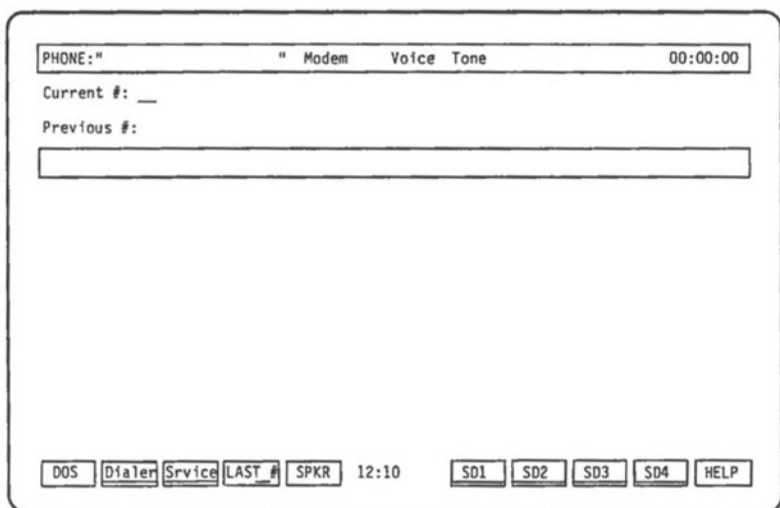 PHONE:" " Modem Voice Tone 00:00:00
Current #: __
Previous #:
DOS Dialer Srvice LAST # SPKR 12:10 SD1 SD2 SD3 SD4 HELP